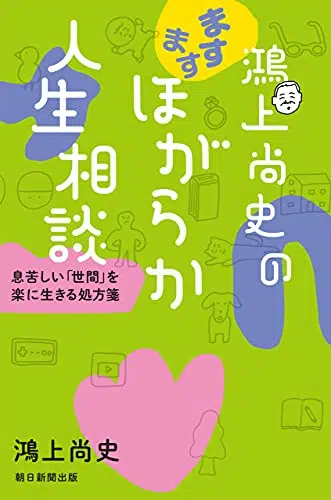 鴻上尚史の
ますます
ほがらか
人生相談
息苦しい「世間」を
楽に生きる処方箋
鴻上尚史
朝日新聞出版